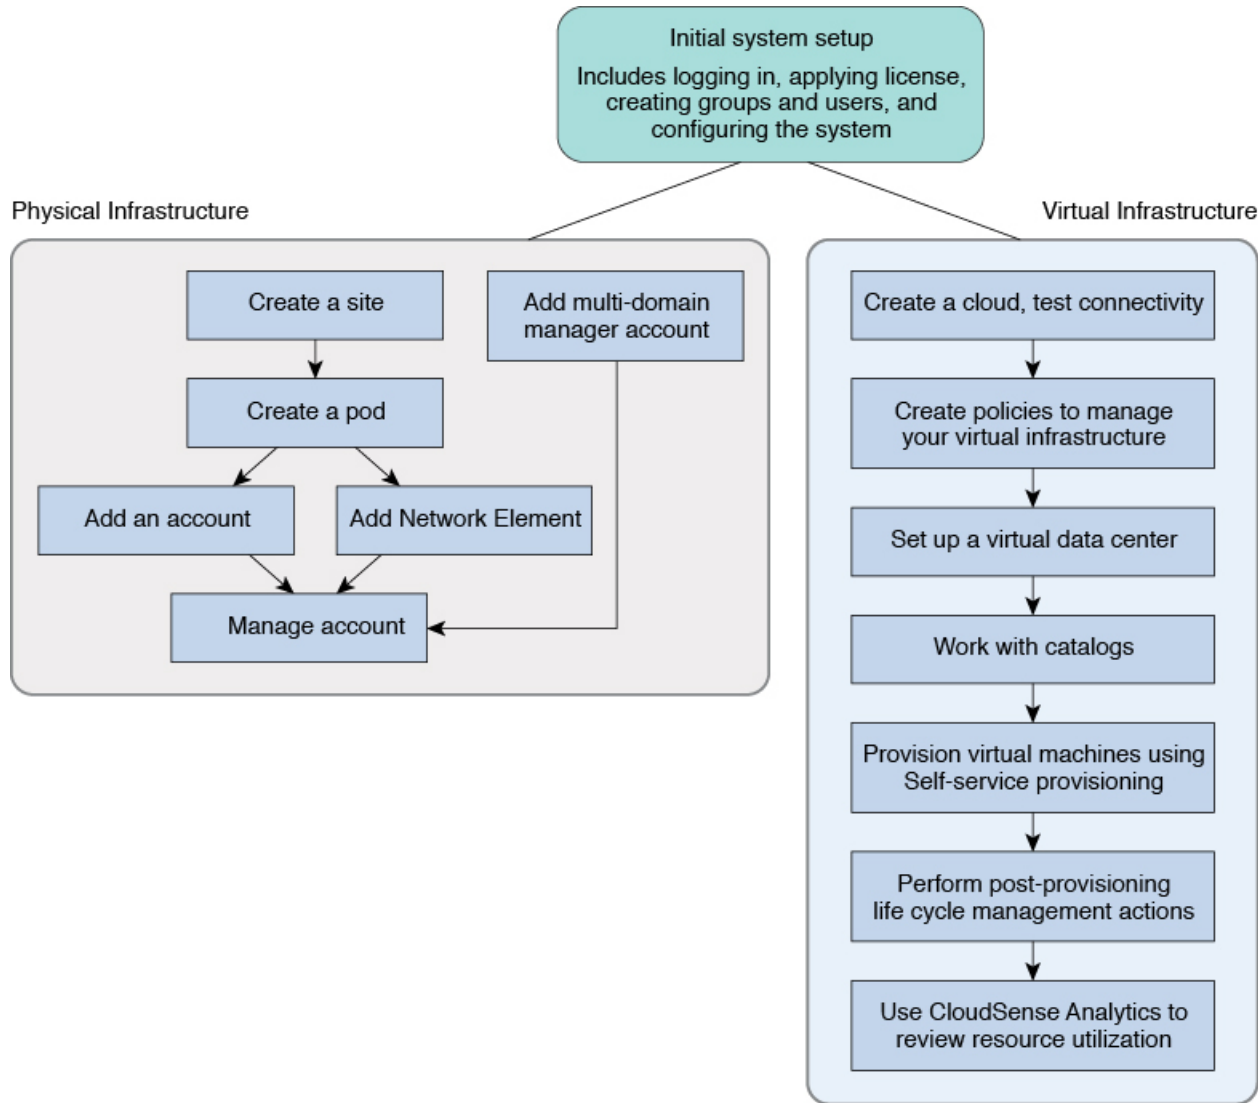 Initial system setup
Includes logging in, applying license,
creating groups and users, and
configuring the system
Physical Infrastructure
Virtual Infrastructure
Create a site
Add multi-domain
manager account
Create a pod
Add an account
Add Network Element
Manage account
Create a cloud, test connectivity
Create policies to manage
your virtual infrastructure
Set up a virtual data center
Work with catalogs
Provision virtual machines using
Self-service provisioning
Perform post-provisioning
life cycle management actions
Use CloudSense Analytics to
review resource utilization